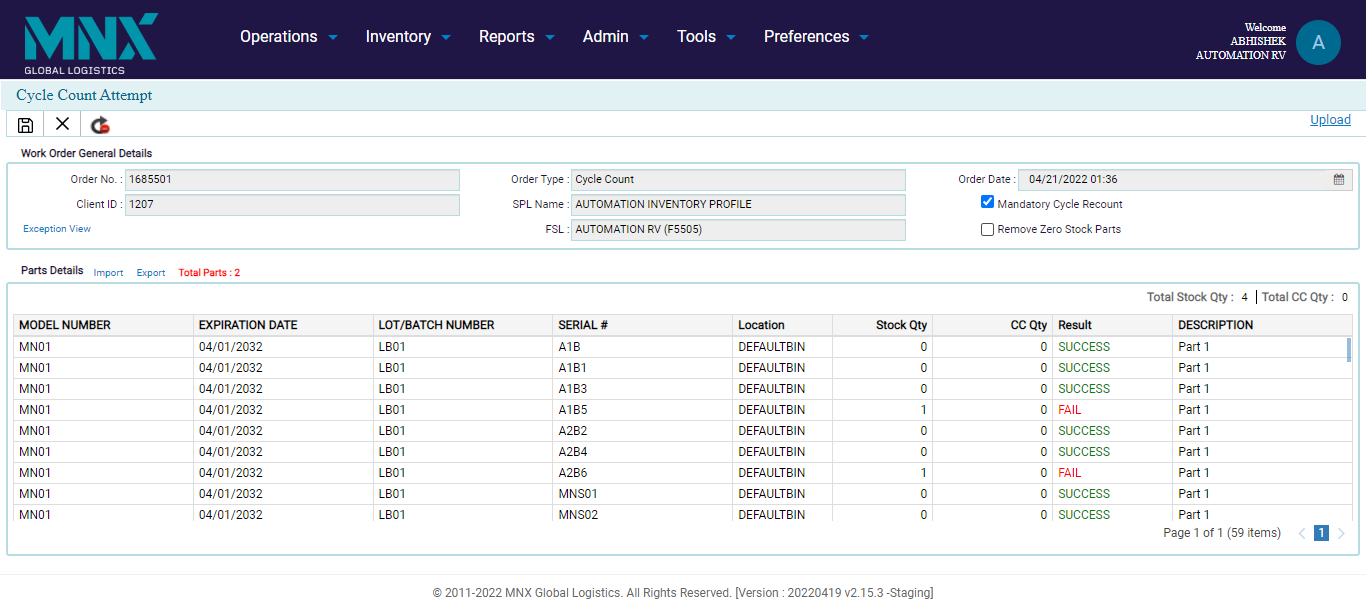 MNX
GLOBAL LOGISTICS
Operations Inventory Reports Admin Tools Preferences
Welcome
ABHISHEK
AUTOMATION RV
A
Cycle Count Attempt
Upload
Work Order General Details
Order No. : 1685501 Order Type : Cycle Count Order Date : 04/21/2022 01:36
Client ID : 1207 SPL Name : AUTOMATION INVENTORY PROFILE Mandatory Cycle Recount
Exception View FSL : AUTOMATION RV (F5505) Remove Zero Stock Parts
Parts Details Import Export Total Parts : 2
Total Stock Qty : 4 Total CC Qty : 0
MODEL NUMBER EXPIRATION DATE LOT/BATCH NUMBER SERIAL # Location Stock Qty CC Qty Result DESCRIPTION
MN01 04/01/2032 LB01 A1B DEFAULTBIN 0 0 SUCCESS Part 1
MN01 04/01/2032 LB01 A1B1 DEFAULTBIN 0 0 SUCCESS Part 1
MN01 04/01/2032 LB01 A1B3 DEFAULTBIN 0 0 SUCCESS Part 1
MN01 04/01/2032 LB01 A1B5 DEFAULTBIN 1 0 FAIL Part 1
MN01 04/01/2032 LB01 A2B2 DEFAULTBIN 0 0 SUCCESS Part 1
MN01 04/01/2032 LB01 A2B4 DEFAULTBIN 0 0 SUCCESS Part 1
MN01 04/01/2032 LB01 A2B6 DEFAULTBIN 1 0 FAIL Part 1
MN01 04/01/2032 LB01 MNS01 DEFAULTBIN 0 0 SUCCESS Part 1
MN01 04/01/2032 LB01 MNS02 DEFAULTBIN 0 0 SUCCESS Part 1
Page 1 of 1 (59 items) 1
© 2011-2022 MNX Global Logistics. All Rights Reserved. [Version : 20220419 v2.15.3 -Staging]